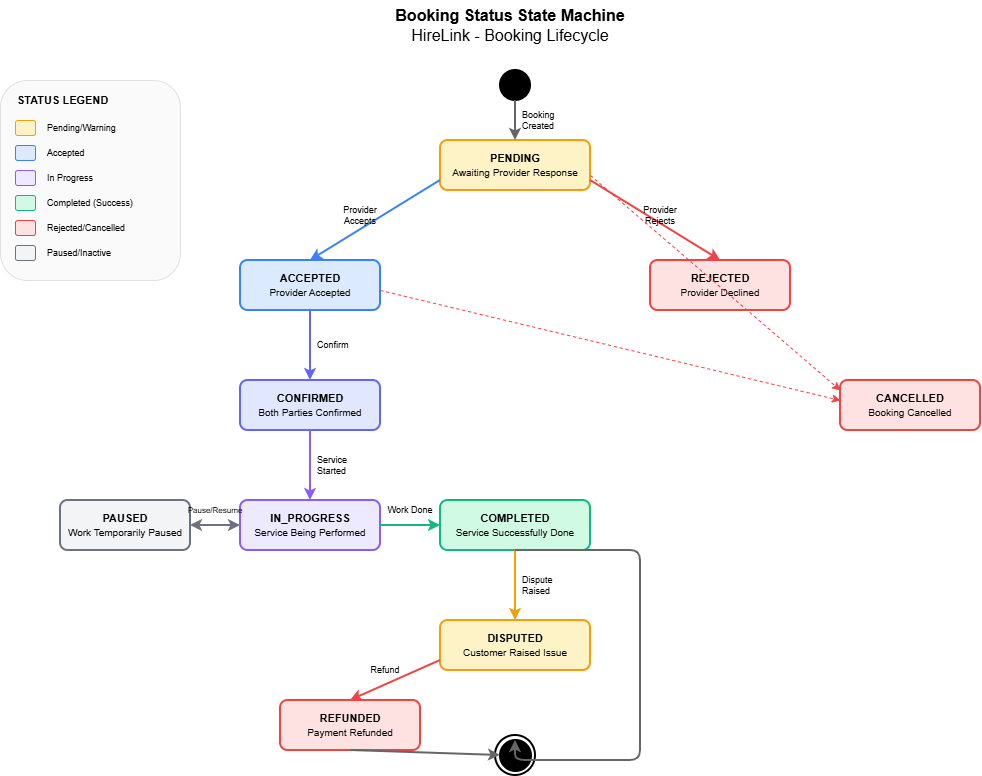 Booking Status State Machine
HireLink - Booking Lifecycle
STATUS LEGEND
Pending/Warning
Accepted
In Progress
Completed (Success)
Rejected/Cancelled
Paused/Inactive
Booking
Created
PENDING
Awaiting Provider Response
Provider
Accepts
Provider
Rejects
ACCEPTED
Provider Accepted
REJECTED
Provider Declined
Confirm
CONFIRMED
Both Parties Confirmed
CANCELLED
Booking Cancelled
Service
Started
PAUSED
Work Temporarily Paused
Pause/Resume
IN_PROGRESS
Service Being Performed
Work Done
COMPLETED
Service Successfully Done
Dispute
Raised
DISPUTED
Customer Raised Issue
Refund
REFUNDED
Payment Refunded